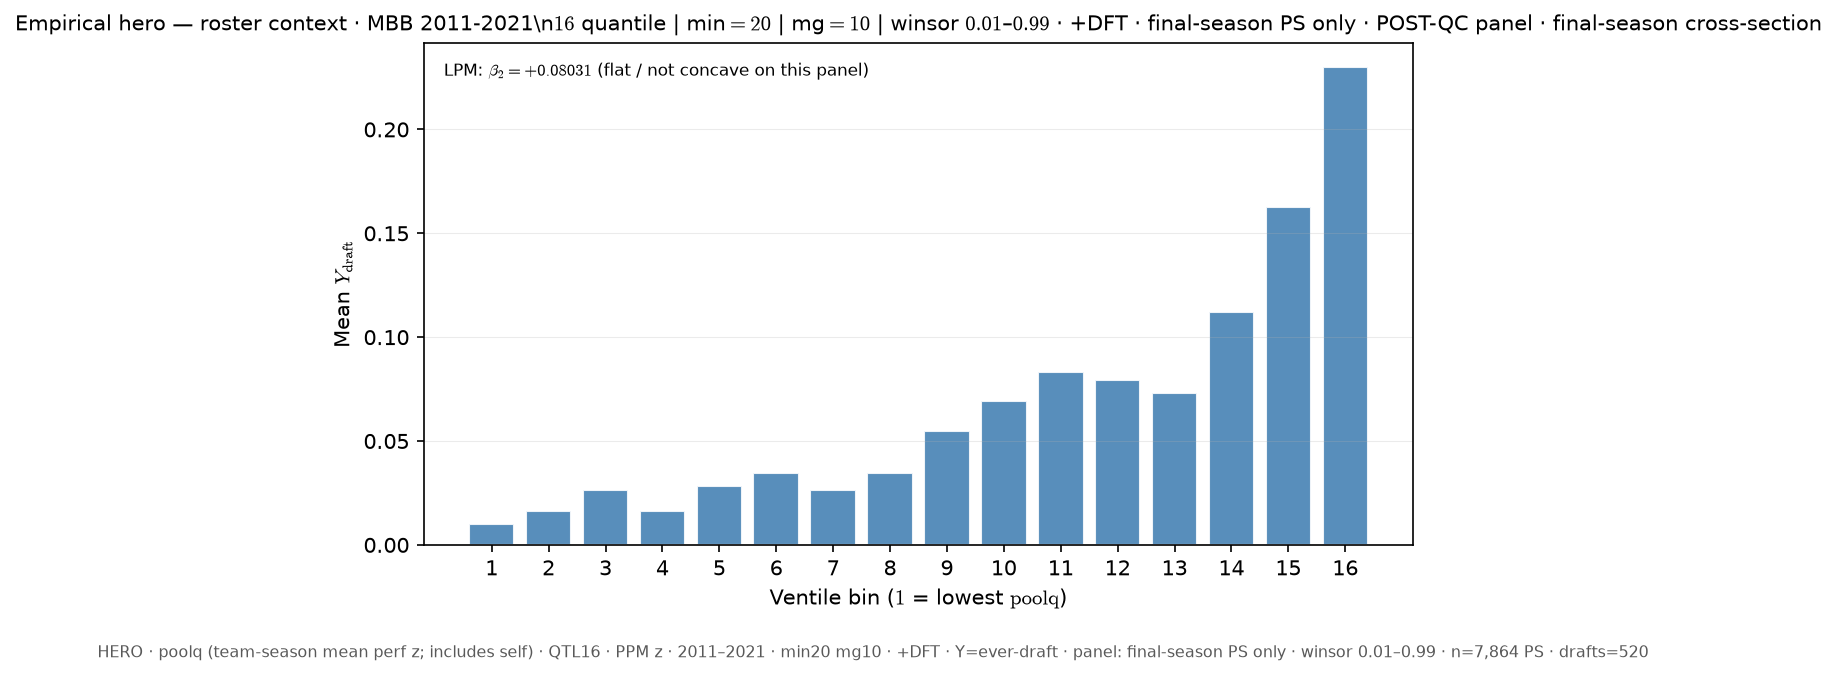 Empirical hero — roster context · MBB 2011-2021\n16 quantile | min = 20 | mg = 10 | winsor 0.01–0.99 · +DFT · final-season PS only · POST-QC panel · final-season cross-section
LPM: β₂ = +0.08031 (flat / not concave on this panel)
Mean Y_draft
0.20
0.15
0.10
0.05
0.00
1 2 3 4 5 6 7 8 9 10 11 12 13 14 15 16
Ventile bin (1 = lowest poolq)
HERO · poolq (team-season mean perf z; includes self) · QTL16 · PPM z · 2011–2021 · min20 mg10 · +DFT · Y=ever-draft · panel: final-season PS only · winsor 0.01–0.99 · n=7,864 PS · drafts=520